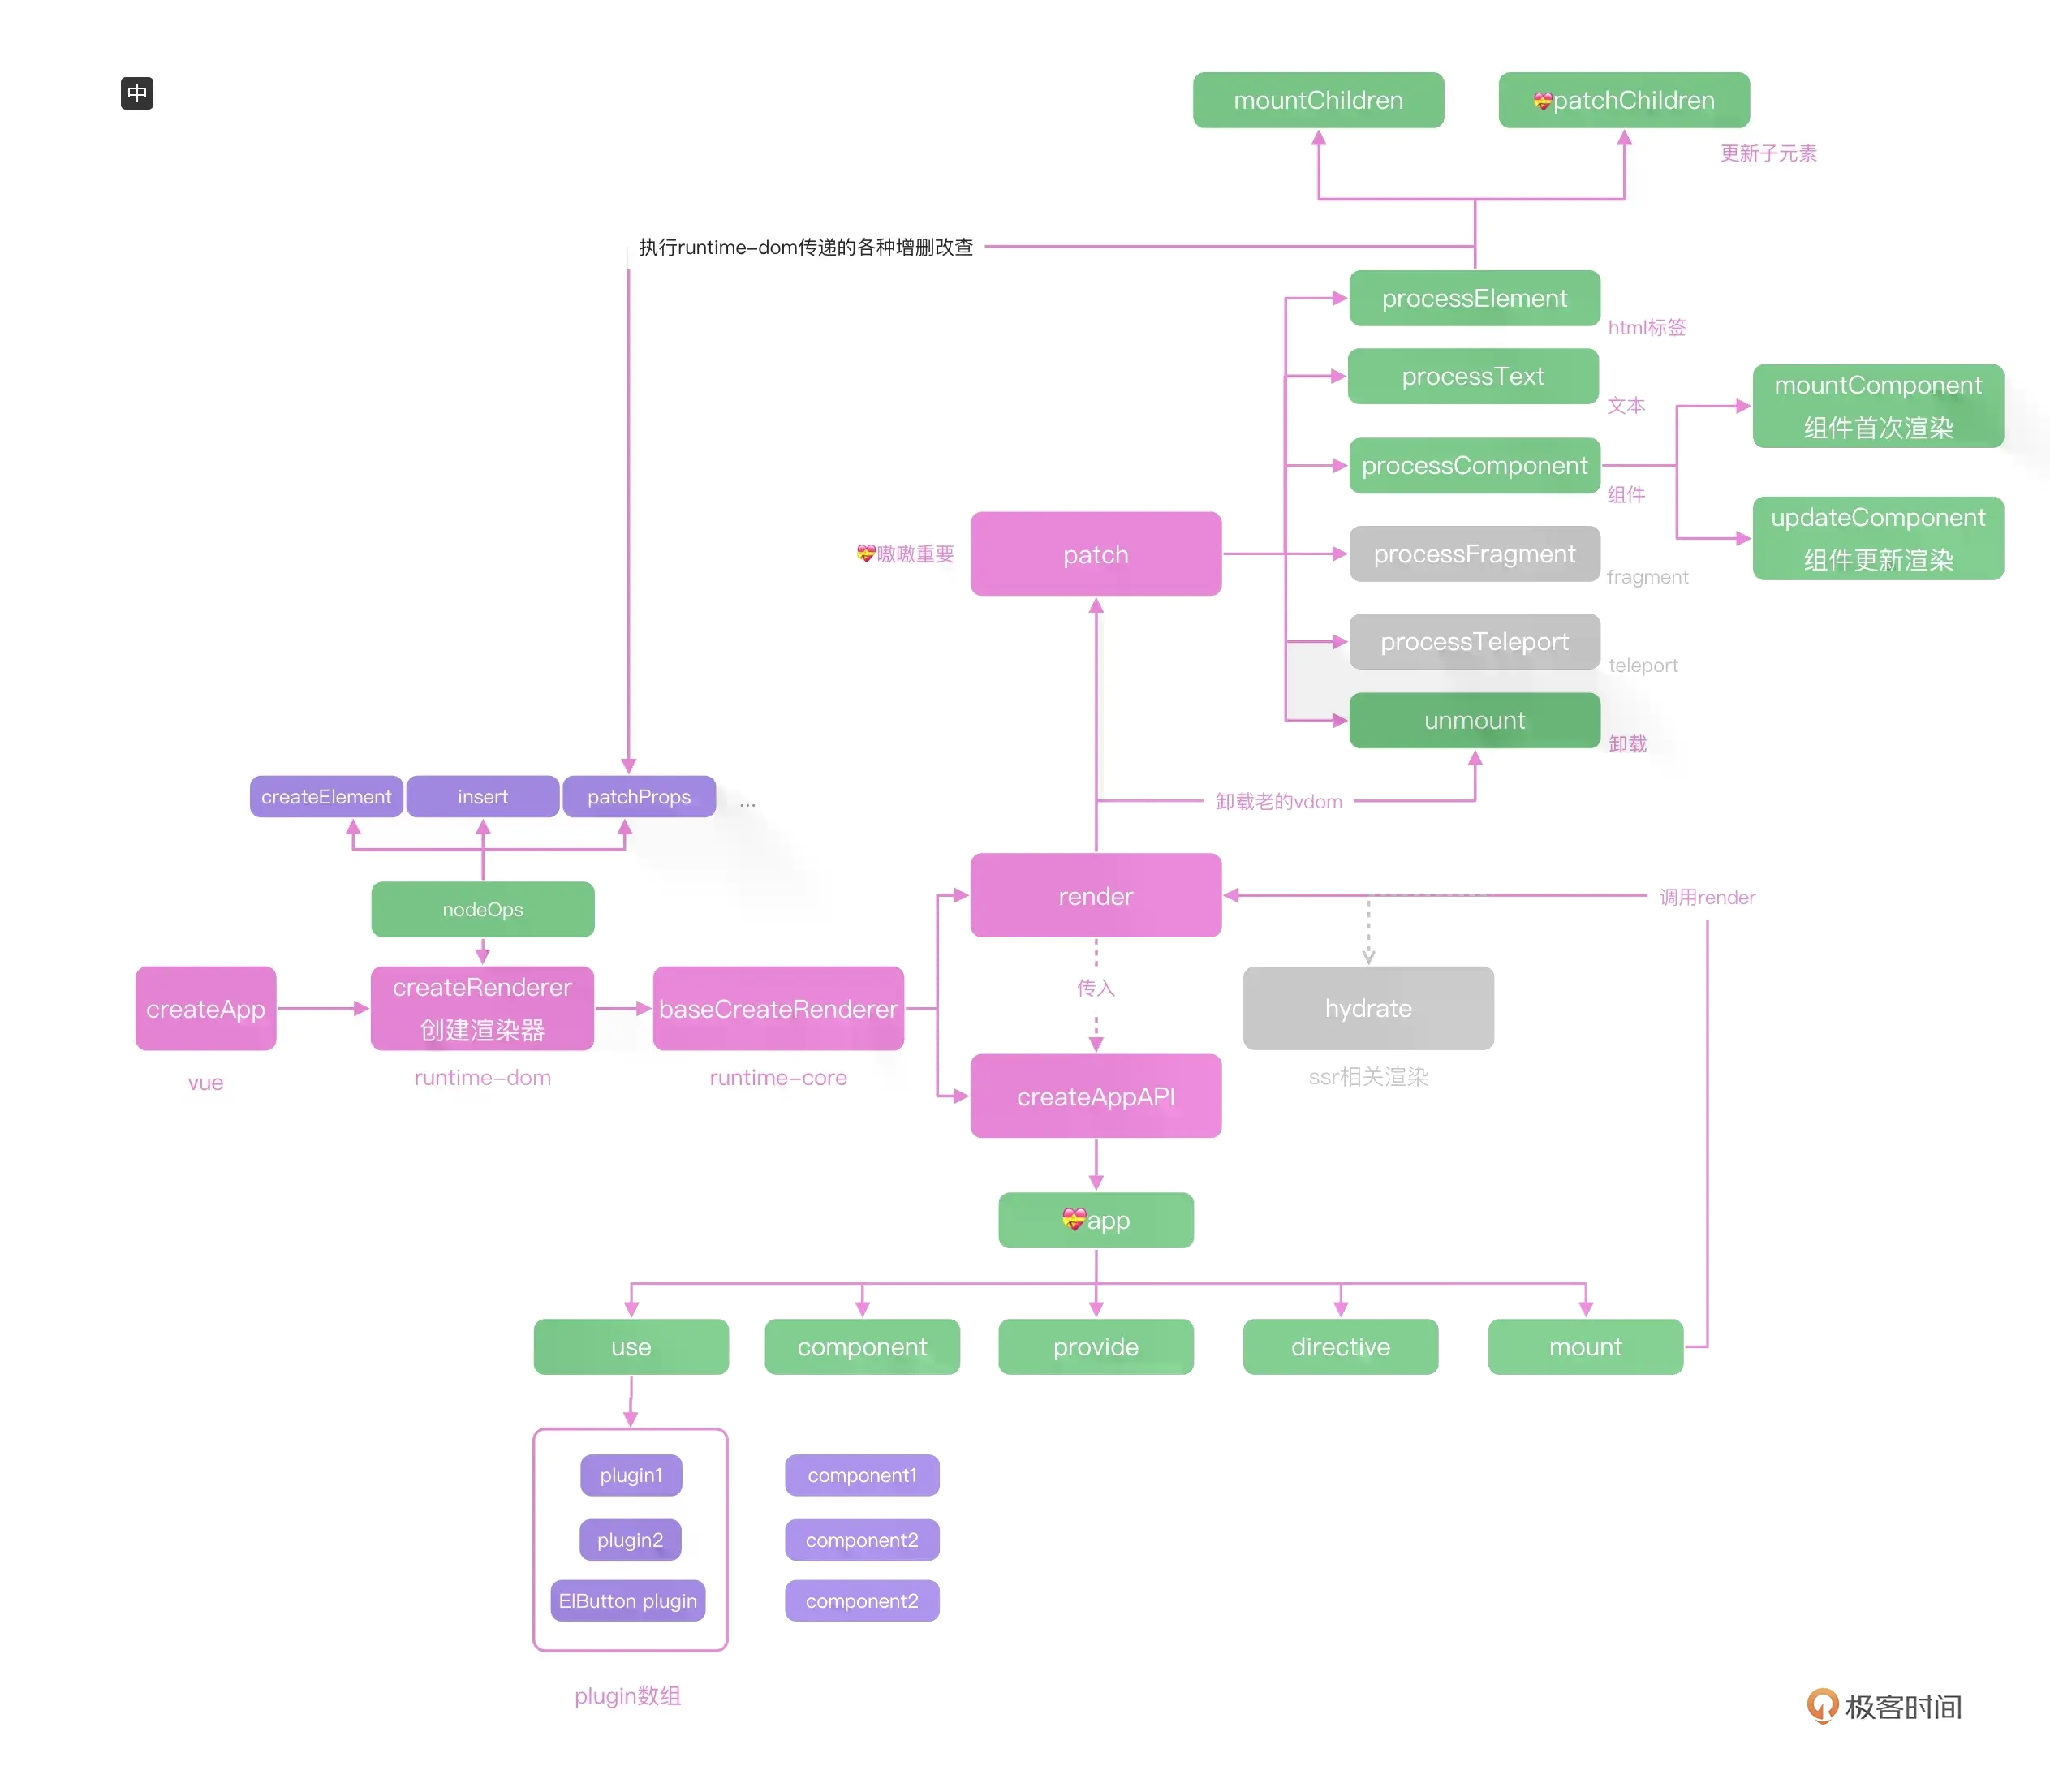 中
mountChildren
💝patchChildren
更新子元素
执行runtime-dom传递的各种增删改查
processElement
html标签
processText
文本
mountComponent
组件首次渲染
processComponent
组件
updateComponent
组件更新渲染
💝嗷嗷重要
patch
processFragment
fragment
processTeleport
teleport
unmount
卸载
createElement
insert
patchProps
...
卸载老的vdom
render
调用render
nodeOps
传入
createApp
vue
createRenderer
创建渲染器
runtime-dom
baseCreateRenderer
runtime-core
hydrate
ssr相关渲染
createAppAPI
💝app
use
component
provide
directive
mount
plugin1
component1
plugin2
component2
ElButton plugin
component2
plugin数组
极客时间